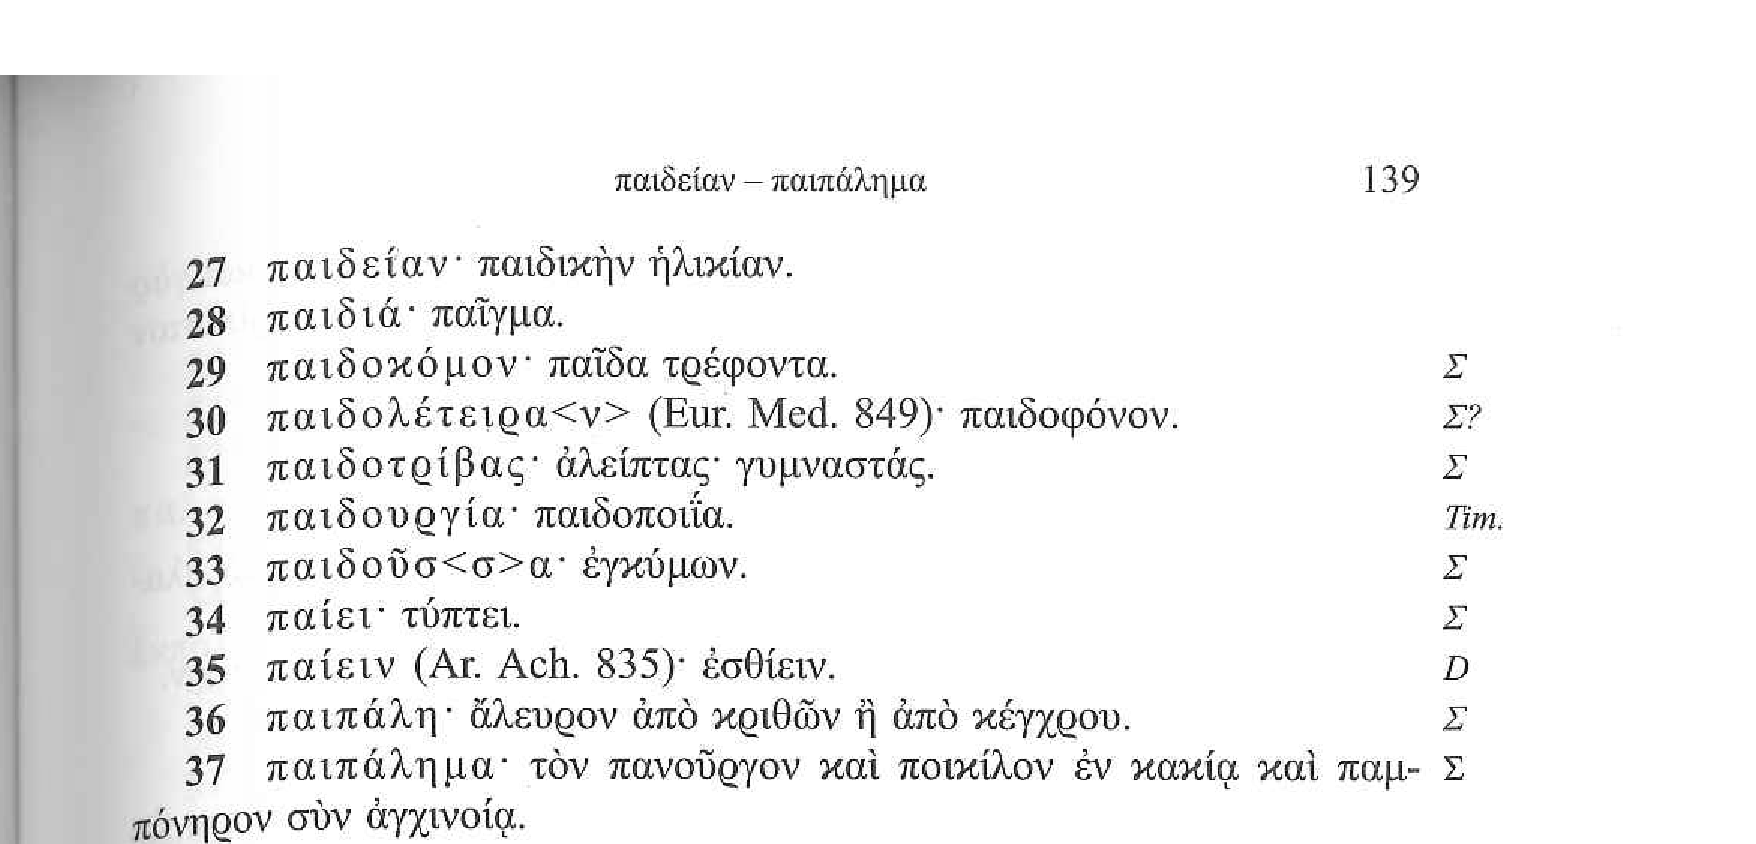 παιδείαν – παιπάλημα 139
27 παιδείαν· παιδικὴν ἡλικίαν.
28 παιδιά· παῖγμα.
29 παιδοκόμον· παῖδα τρέφοντα. Σ
30 παιδολέτειρα<ν> (Eur. Med. 849)· παιδοφόνον. Σ?
31 παιδοτρίβας· ἀλείπτας· γυμναστάς. Σ
32 παιδουργία· παιδοποιΐα. Tim.
33 παιδοῦσ<σ>α· ἐγκύμων. Σ
34 παίει· τύπτει. Σ
35 παίειν (Ar. Ach. 835)· ἐσθίειν. D
36 παιπάλη· ἄλευρον ἀπὸ κριθῶν ἢ ἀπὸ κέγχρου. Σ
37 παιπάλημα· τὸν πανοῦργον καὶ ποικίλον ἐν κακίᾳ καὶ παμ- Σ
πόνηρον σὺν ἀγχινοίᾳ.